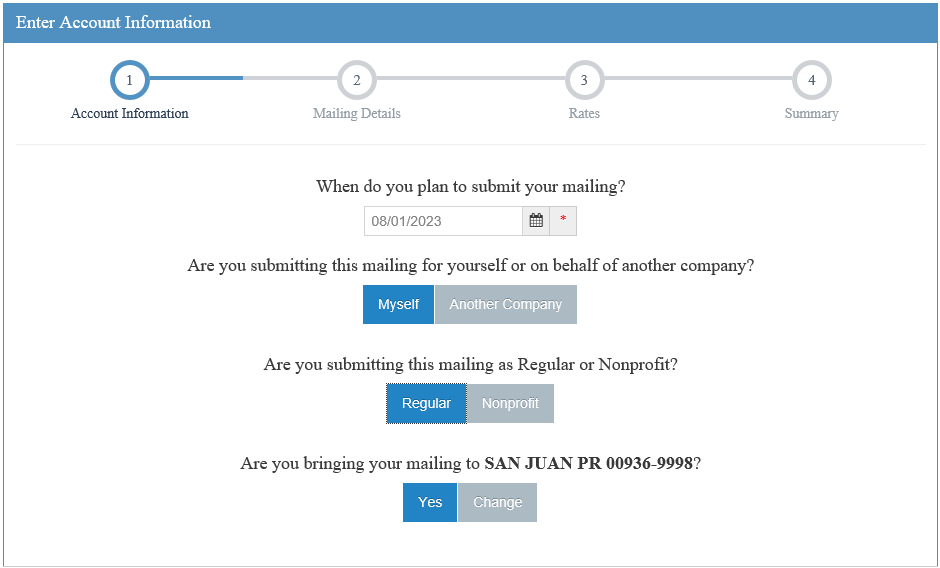 Enter Account Information
1 2 3 4
Account Information Mailing Details Rates Summary
When do you plan to submit your mailing?
08/01/2023 *
Are you submitting this mailing for yourself or on behalf of another company?
Myself Another Company
Are you submitting this mailing as Regular or Nonprofit?
Regular Nonprofit
Are you bringing your mailing to SAN JUAN PR 00936-9998?
Yes Change